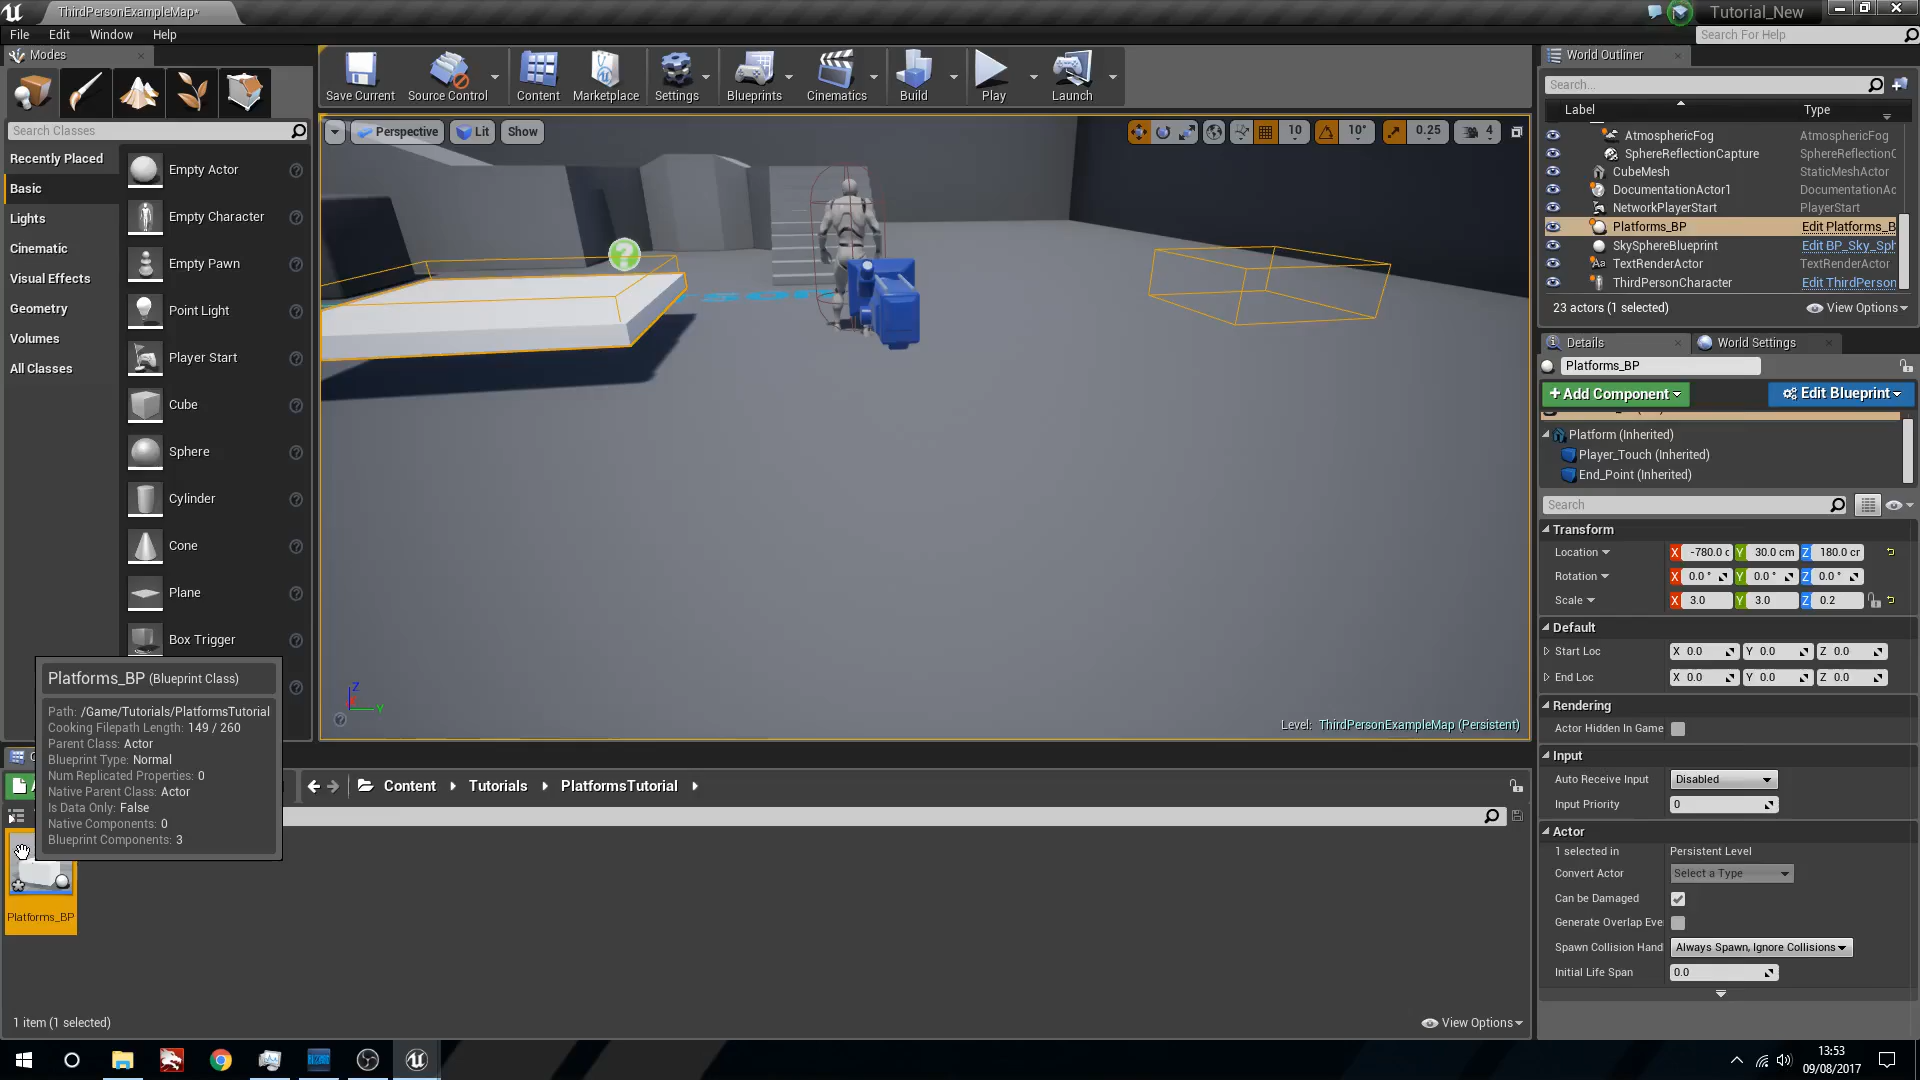 ThirdPersonExampleMap*
Tutorial_New
File Edit Window Help
Search For Help
Modes
Search Classes
Recently Placed
Basic
Lights
Cinematic
Visual Effects
Geometry
Volumes
All Classes
Empty Actor
Empty Character
Empty Pawn
Point Light
Player Start
Cube
Sphere
Cylinder
Cone
Plane
Box Trigger
Save Current
Source Control
Content
Marketplace
Settings
Blueprints
Cinematics
Build
Play
Launch
Perspective
Lit
Show
10
10°
0.25
4
Level: ThirdPersonExampleMap (Persistent)
World Outliner
Search...
Label Type
AtmosphericFog AtmosphericFog
SphereReflectionCapture SphereReflectionC
CubeMesh StaticMeshActor
DocumentationActor1 DocumentationAc
NetworkPlayerStart PlayerStart
Platforms_BP Edit Platforms_B
SkySphereBlueprint Edit BP_Sky_Sph
TextRenderActor TextRenderActor
ThirdPersonCharacter Edit ThirdPerson
23 actors (1 selected)
View Options
Details
World Settings
Platforms_BP
+Add Component
Edit Blueprint
Platform (Inherited)
Player_Touch (Inherited)
End_Point (Inherited)
Search
Transform
Location X -780.0 c Y 30.0 cm Z 180.0 cr
Rotation X 0.0 ° Y 0.0 ° Z 0.0 °
Scale X 3.0 Y 3.0 Z 0.2
Default
Start Loc X 0.0 Y 0.0 Z 0.0
End Loc X 0.0 Y 0.0 Z 0.0
Rendering
Actor Hidden In Game
Input
Auto Receive Input Disabled
Input Priority 0
Actor
1 selected in Persistent Level
Convert Actor Select a Type
Can be Damaged
Generate Overlap Eve
Spawn Collision Hand Always Spawn, Ignore Collisions
Initial Life Span 0.0
Platforms_BP (Blueprint Class)
Path: /Game/Tutorials/PlatformsTutorial
Cooking Filepath Length: 149 / 260
Parent Class: Actor
Blueprint Type: Normal
Num Replicated Properties: 0
Native Parent Class: Actor
Is Data Only: False
Native Components: 0
Blueprint Components: 3
Content Tutorials PlatformsTutorial
Platforms_BP
1 item (1 selected)
View Options
13:53
09/08/2017